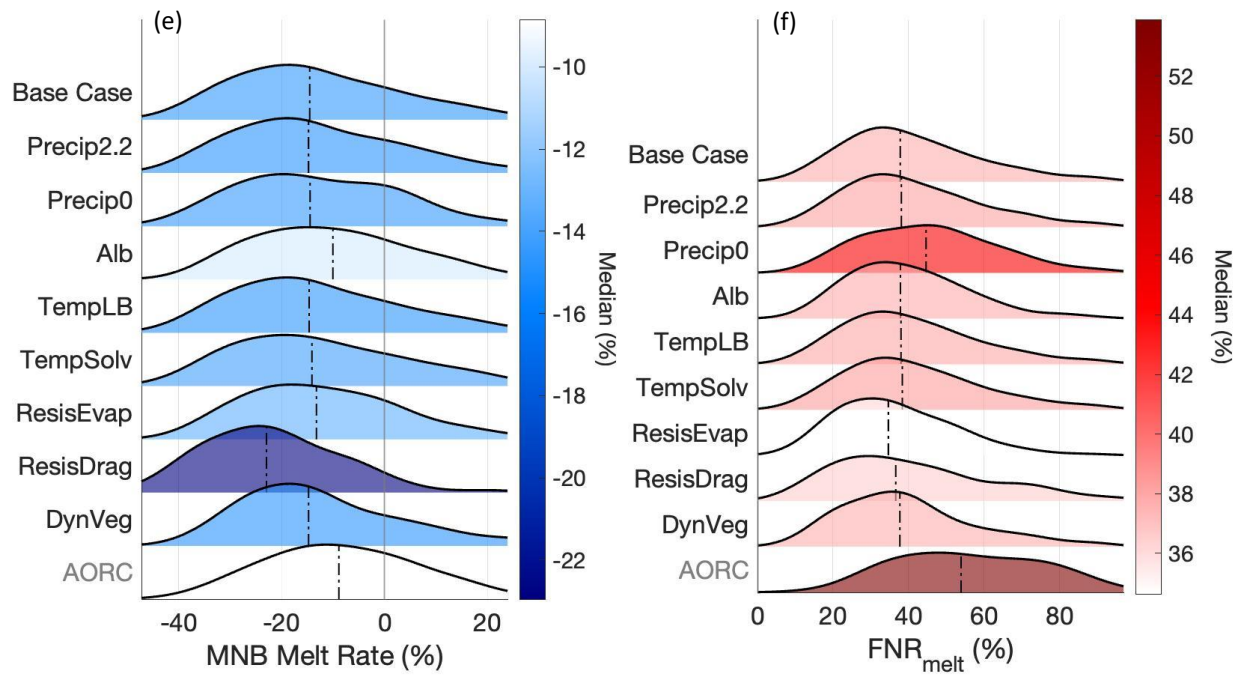 (e)
Base Case
Precip2.2
Precip0
Alb
TempLB
TempSolv
ResisEvap
ResisDrag
DynVeg
AORC
-40 -20 0 20
MNB Melt Rate (%)
-10
-12
-14
-16
-18
-20
-22
Median (%)
(f)
Base Case
Precip2.2
Precip0
Alb
TempLB
TempSolv
ResisEvap
ResisDrag
DynVeg
AORC
0 20 40 60 80
FNRmelt (%)
52
50
48
46
44
42
40
38
36
Median (%)